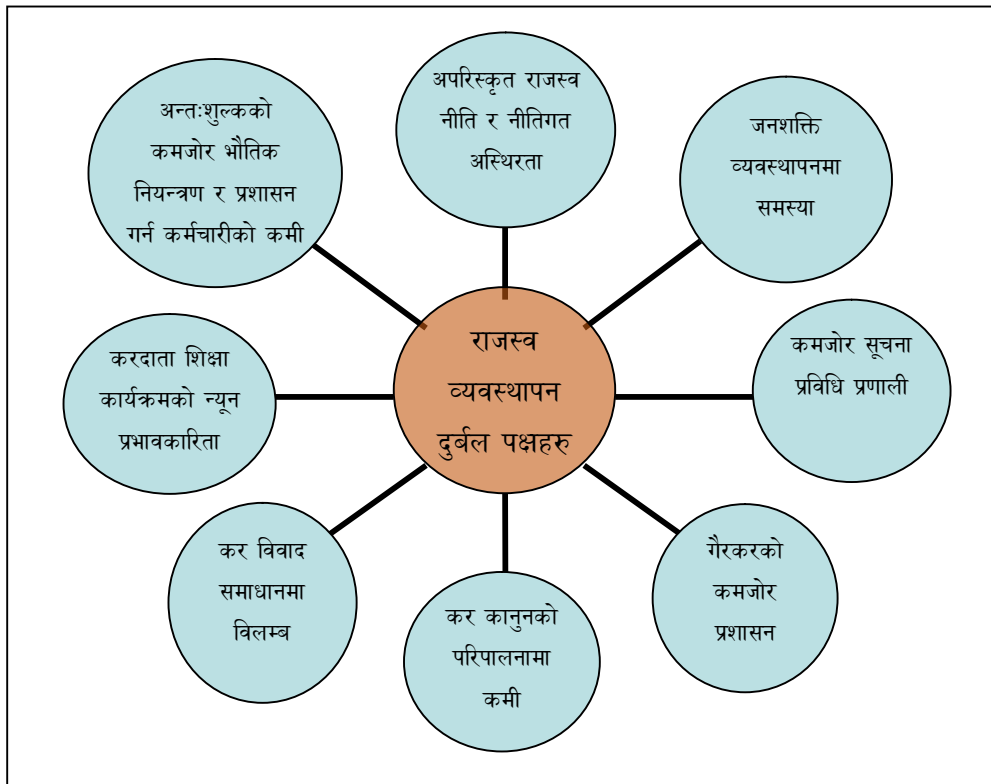 अपरिस्कृत राजस्व
नीति र नीतिगत
अस्थिरता
अन्तःशुल्कको
कमजोर भौतिक
नियन्त्रण र प्रशासन
गर्न कर्मचारीको कमी
जनशक्ति
व्यवस्थापनमा
समस्या
राजस्व
व्यवस्थापन
दुर्बल पक्षहरु
करदाता शिक्षा
कार्यक्रमको न्यून
प्रभावकारिता
कमजोर सूचना
प्रविधि प्रणाली
कर विवाद
समाधानमा
विलम्ब
कर कानुनको
परिपालनामा
कमी
गैरकरको
कमजोर
प्रशासन